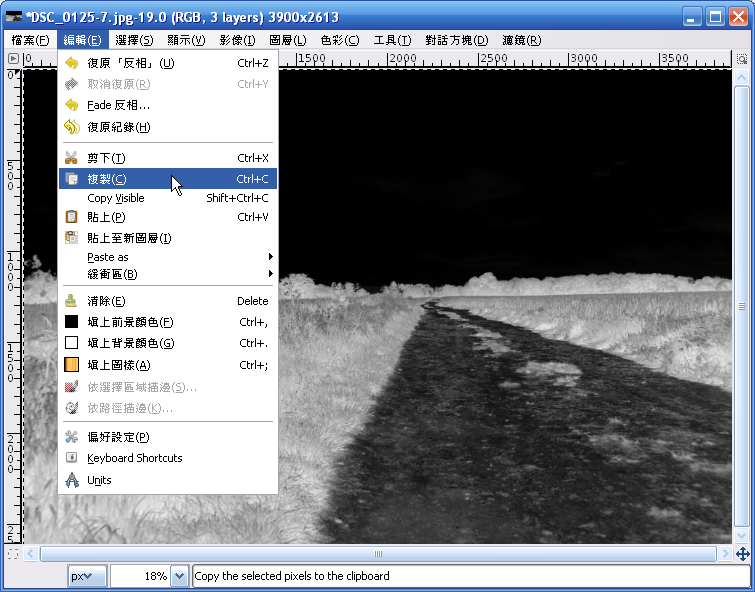 *DSC_0125-7.jpg-19.0 (RGB, 3 layers) 3900x2613
檔案(F) 編輯(E) 選擇(S) 顯示(V) 影像(I) 圖層(L) 色彩(C) 工具(T) 對話方塊(D) 濾鏡(R)
0 1500 2000 2500 3000 3500
復原「反相」(U) Ctrl+Z
取消復原(R) Ctrl+Y
Fade 反相...
復原紀錄(H)
剪下(T) Ctrl+X
複製(C) Ctrl+C
Copy Visible Shift+Ctrl+C
貼上(P) Ctrl+V
貼上至新圖層(I)
Paste as
緩衝區(B)
清除(E) Delete
填上前景顏色(F) Ctrl+,
填上背景顏色(G) Ctrl+.
填上圖樣(A) Ctrl+;
依選擇區域描邊(S)...
依路徑描邊(K)...
偏好設定(P)
Keyboard Shortcuts
Units
0
500
1000
1500
2000
25
px 18% Copy the selected pixels to the clipboard